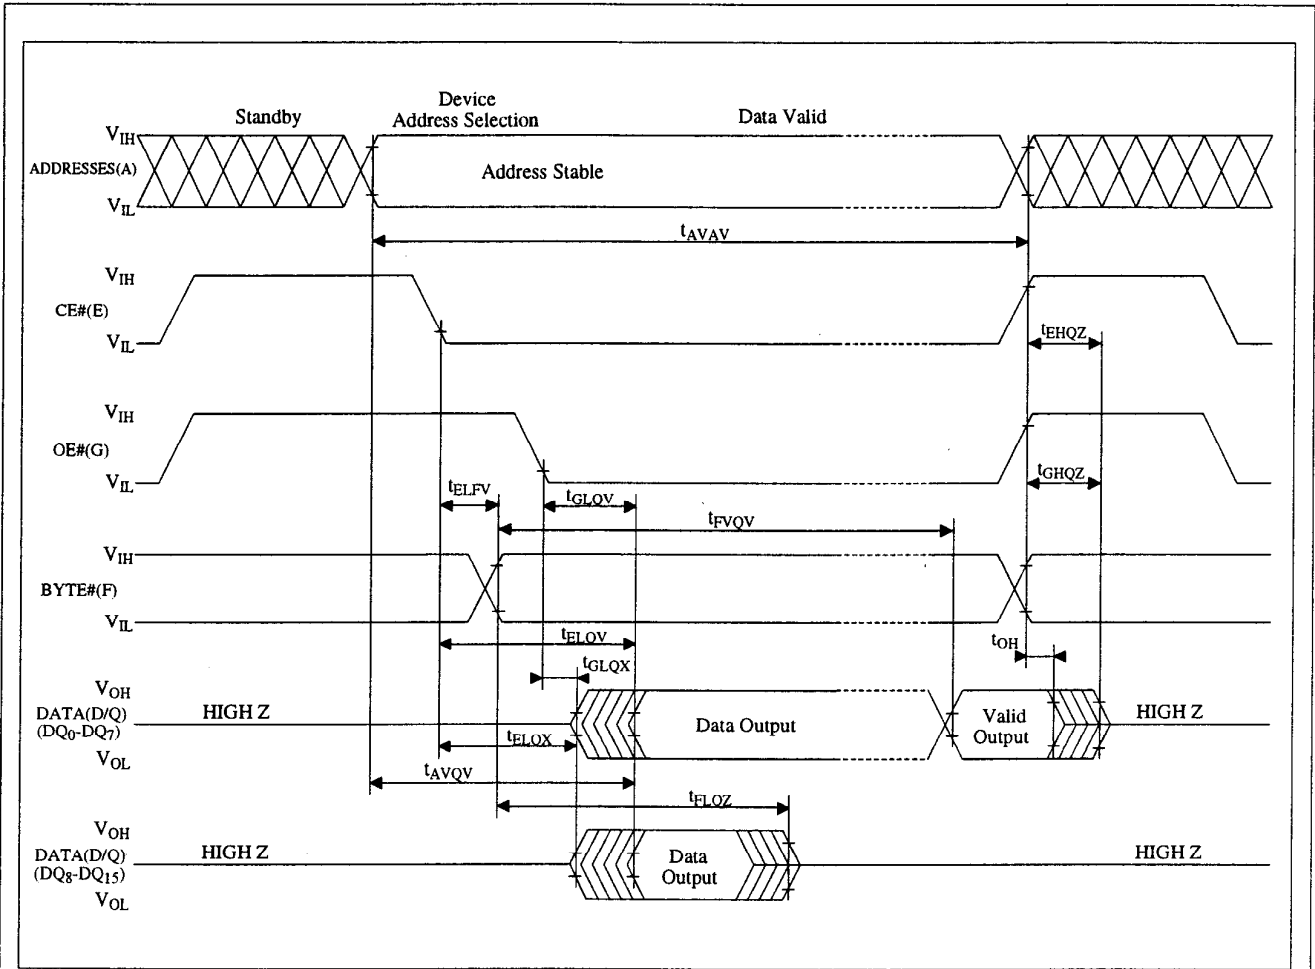 Standby
Device
Address Selection
Data Valid
VIH
ADDRESSES(A)
Address Stable
VIL
tAVAV
VIH
CE#(E)
VIL
tEHQZ
VIH
OE#(G)
VIL
tGHQZ
tELFV
tGLQV
tFVQV
VIH
BYTE#(F)
VIL
tELQV
tOH
tGLQX
VOH
DATA(D/Q)
(DQ0-DQ7)
HIGH Z
Data Output
Valid
Output
HIGH Z
VOL
tELQX
tAVQV
tFLQZ
VOH
DATA(D/Q)
(DQ8-DQ15)
HIGH Z
Data
Output
HIGH Z
VOL